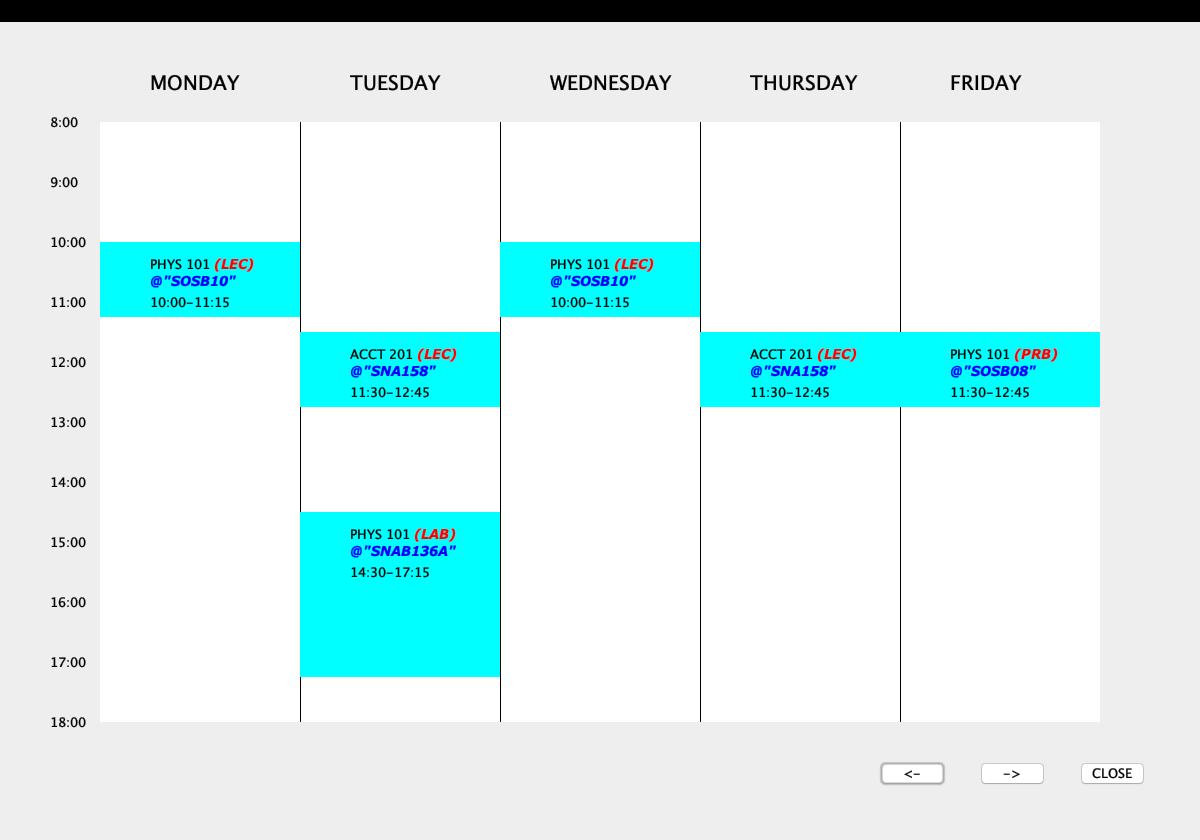 MONDAY TUESDAY WEDNESDAY THURSDAY FRIDAY
8:00
9:00
10:00
PHYS 101 (LEC)
@"SOSB10"
10:00-11:15
PHYS 101 (LEC)
@"SOSB10"
10:00-11:15
11:00
ACCT 201 (LEC)
@"SNA158"
11:30-12:45
ACCT 201 (LEC)
@"SNA158"
11:30-12:45
PHYS 101 (PRB)
@"SOSB08"
11:30-12:45
12:00
13:00
14:00
PHYS 101 (LAB)
@"SNAB136A"
14:30-17:15
15:00
16:00
17:00
18:00
<- -> CLOSE